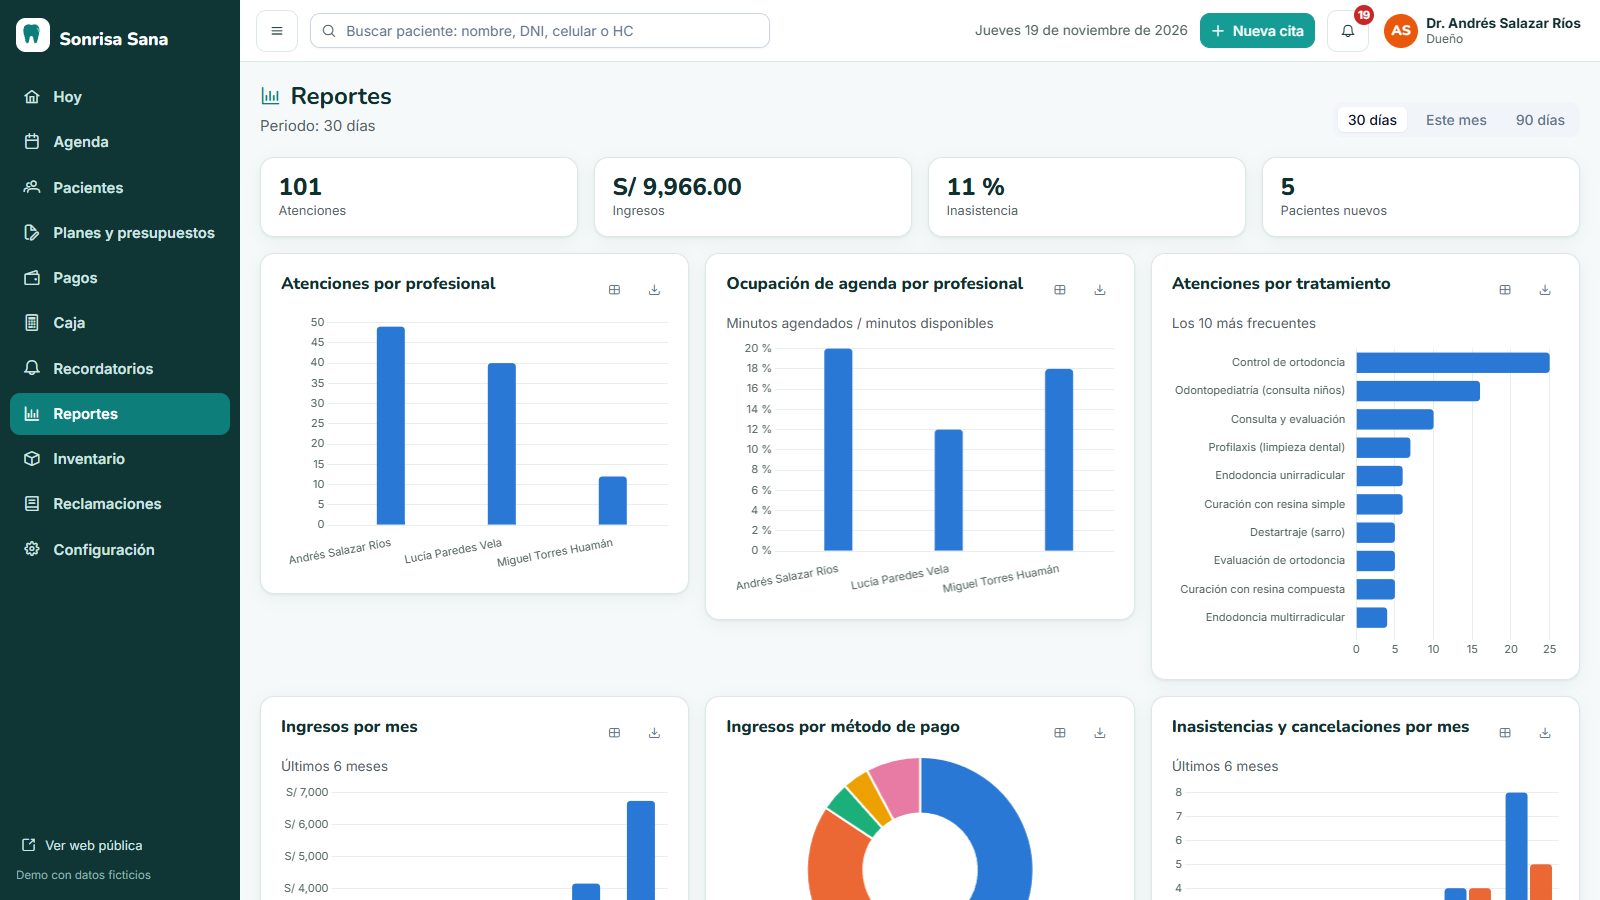 Sonrisa Sana
Hoy
Agenda
Pacientes
Planes y presupuestos
Pagos
Caja
Recordatorios
Reportes
Inventario
Reclamaciones
Configuración
Ver web pública
Demo con datos ficticios
Buscar paciente: nombre, DNI, celular o HC
Jueves 19 de noviembre de 2026
Nueva cita
19
AS
Dr. Andrés Salazar Ríos
Dueño
Reportes
Periodo: 30 días
30 días
Este mes
90 días
101
Atenciones
S/ 9,966.00
Ingresos
11 %
Inasistencia
5
Pacientes nuevos
Atenciones por profesional
50
45
40
35
30
25
20
15
10
5
0
Andrés Salazar Ríos
Lucía Paredes Vela
Miguel Torres Huamán
Ocupación de agenda por profesional
Minutos agendados / minutos disponibles
20 %
18 %
16 %
14 %
12 %
10 %
8 %
6 %
4 %
2 %
0 %
Andrés Salazar Ríos
Lucía Paredes Vela
Miguel Torres Huamán
Atenciones por tratamiento
Los 10 más frecuentes
Control de ortodoncia
Odontopediatría (consulta niños)
Consulta y evaluación
Profilaxis (limpieza dental)
Endodoncia unirradicular
Curación con resina simple
Destartraje (sarro)
Evaluación de ortodoncia
Curación con resina compuesta
Endodoncia multirradicular
0
5
10
15
20
25
Ingresos por mes
Últimos 6 meses
S/ 7,000
S/ 6,000
S/ 5,000
S/ 4,000
Ingresos por método de pago
Inasistencias y cancelaciones por mes
Últimos 6 meses
8
7
6
5
4